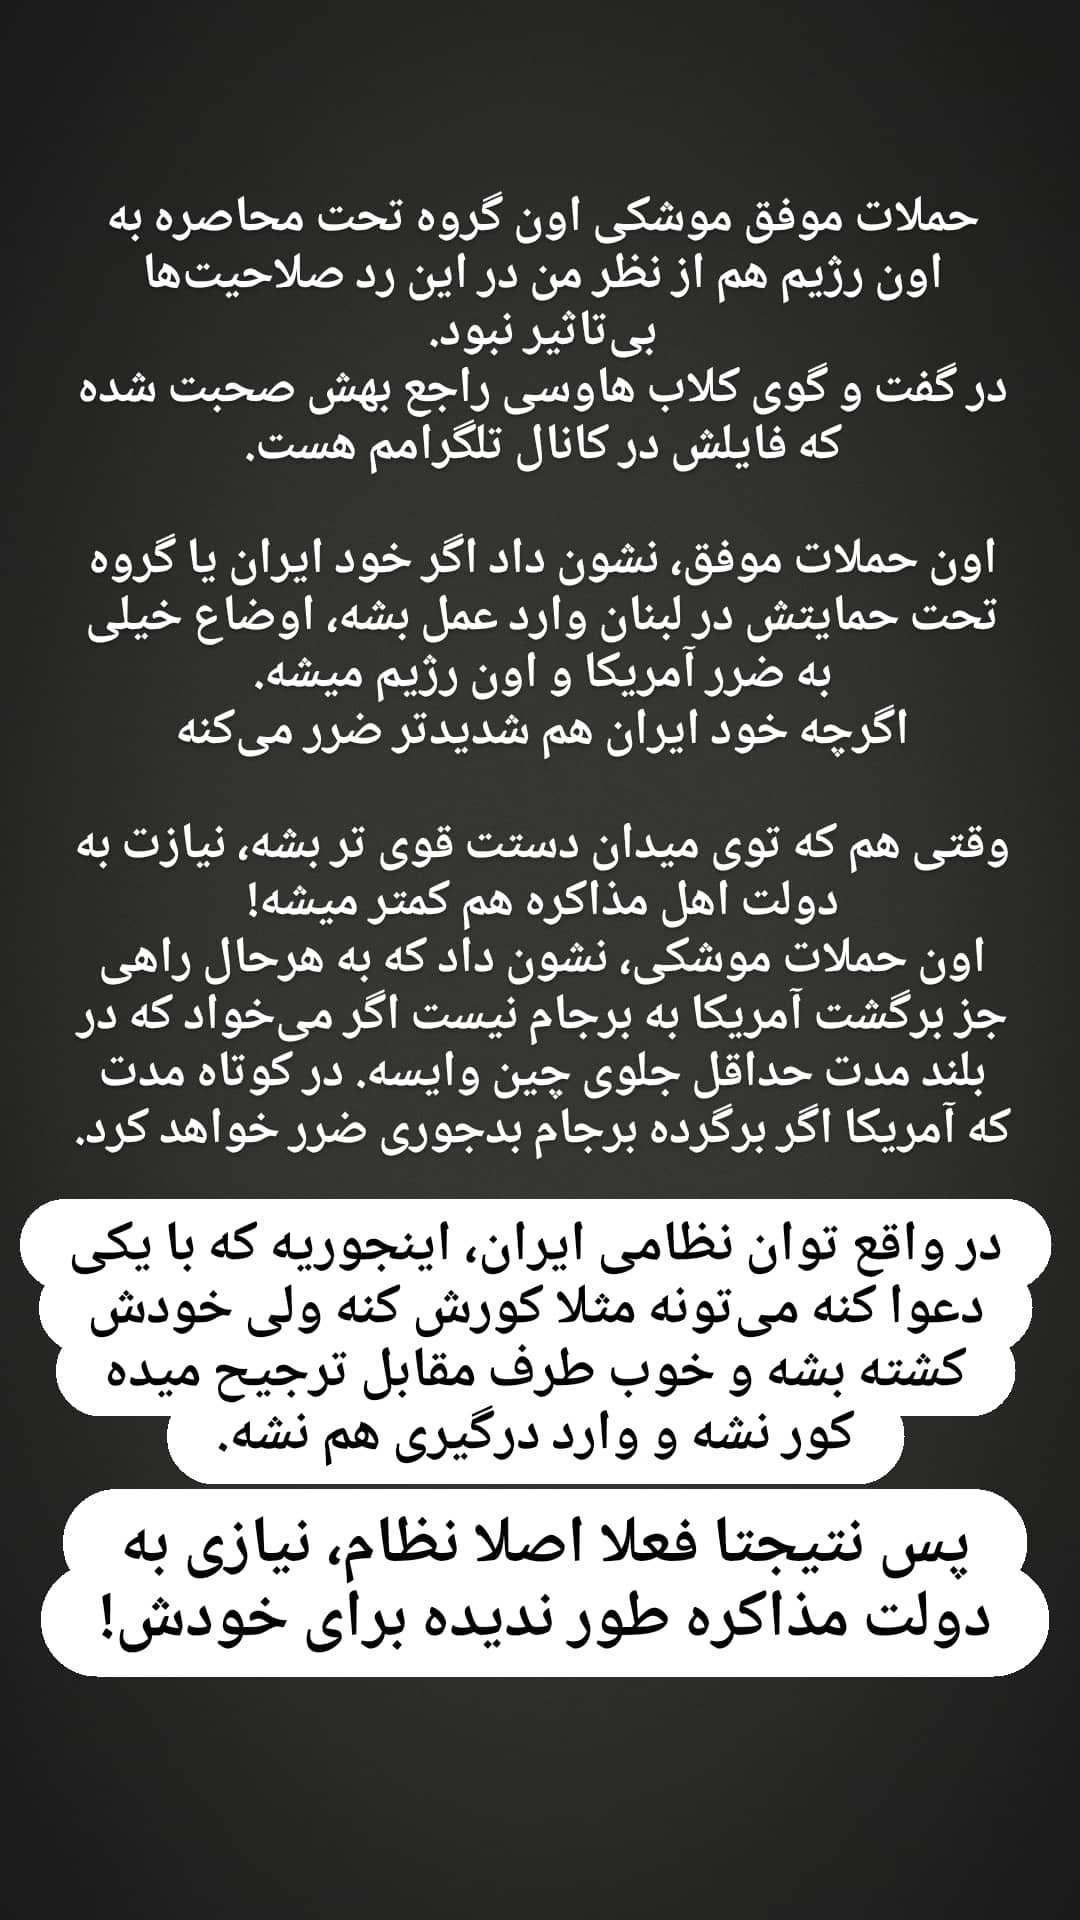 حملات موفق موشکی اون گروه تحت محاصره به
اون رژیم هم از نظر من در این رد صلاحیت‌ها
بی‌تاثیر نبود.
در گفت و گوی کلاب هاوسی راجع بهش صحبت شده
که فایلش در کانال تلگرامم هست.
اون حملات موفق، نشون داد اگر خود ایران یا گروه
تحت حمایتش در لبنان وارد عمل بشه، اوضاع خیلی
به ضرر آمریکا و اون رژیم میشه.
اگرچه خود ایران هم شدیدتر ضرر می‌کنه
وقتی هم که توی میدان دستت قوی تر بشه، نیازت به
دولت اهل مذاکره هم کمتر میشه!
اون حملات موشکی، نشون داد که به هرحال راهی
جز برگشت آمریکا به برجام نیست اگر می‌خواد که در
بلند مدت حداقل جلوی چین وایسه. در کوتاه مدت
که آمریکا اگر برگرده برجام بدجوری ضرر خواهد کرد.
در واقع توان نظامی ایران، اینجوریه که با یکی
دعوا کنه می‌تونه مثلا کورش کنه ولی خودش
کشته بشه و خوب طرف مقابل ترجیح میده
کور نشه و وارد درگیری هم نشه.
پس نتیجتا فعلا اصلا نظام، نیازی به
دولت مذاکره طور ندیده برای خودش!